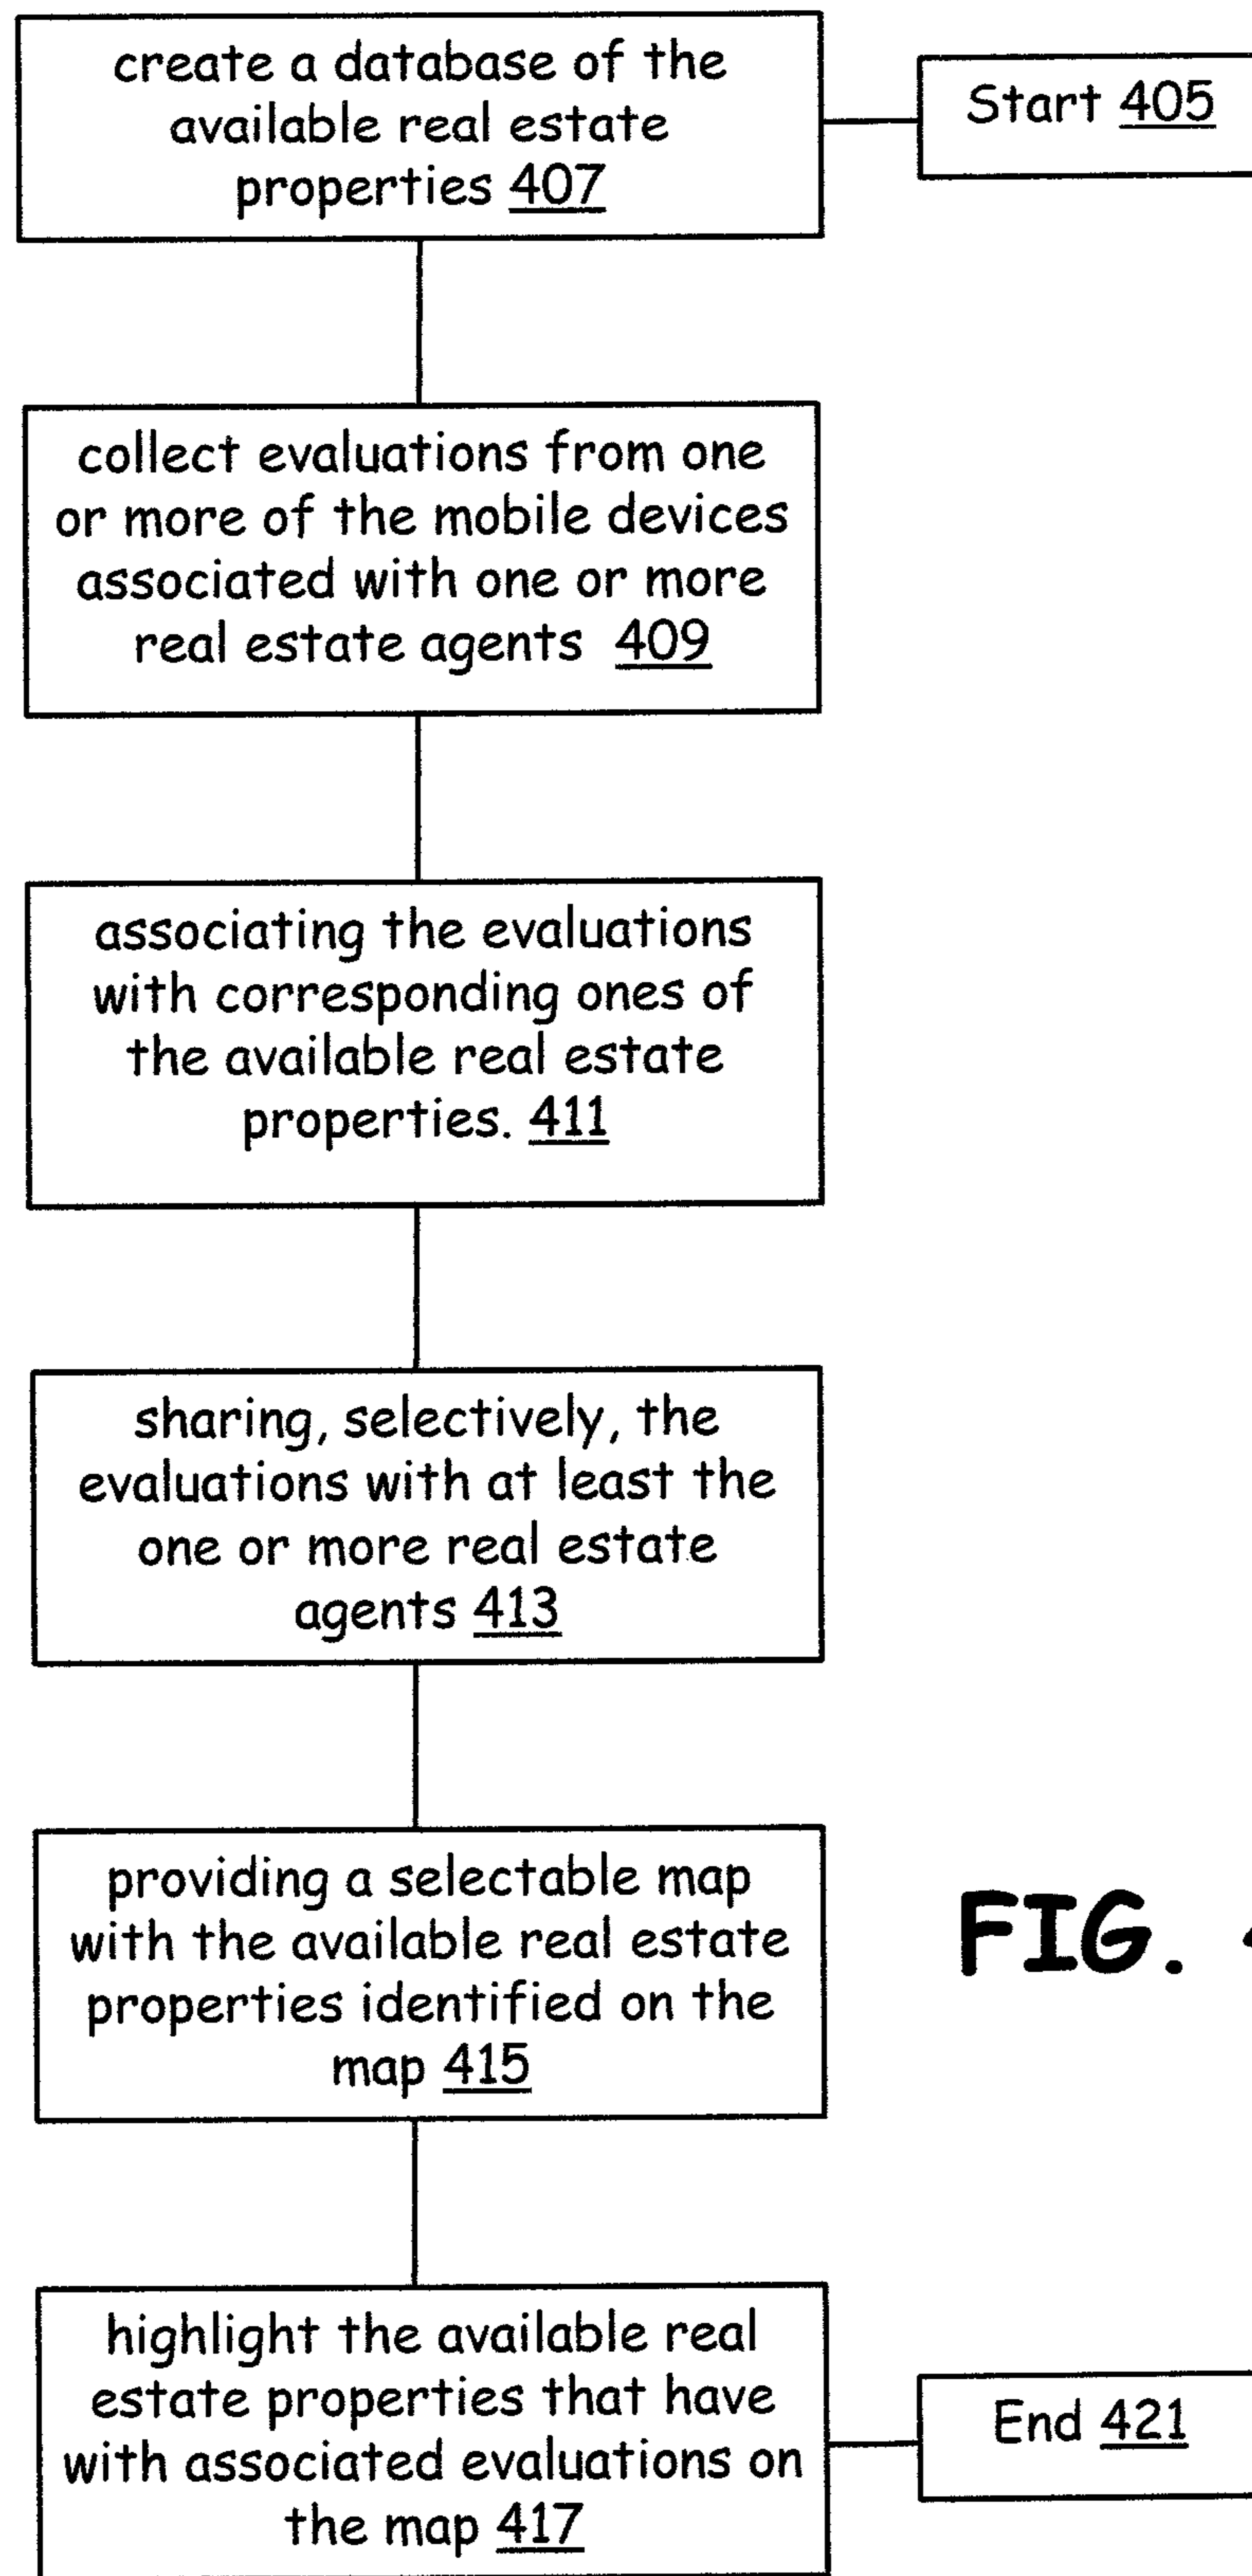 create a database of the
available real estate
properties 407
Start 405
collect evaluations from one
or more of the mobile devices
associated with one or more
real estate agents 409
associating the evaluations
with corresponding ones of
the available real estate
properties. 411
sharing, selectively, the
evaluations with at least the
one or more real estate
agents 413
providing a selectable map
with the available real estate
properties identified on the
map 415
FIG.
highlight the available real
estate properties that have
with associated evaluations on
the map 417
End 421